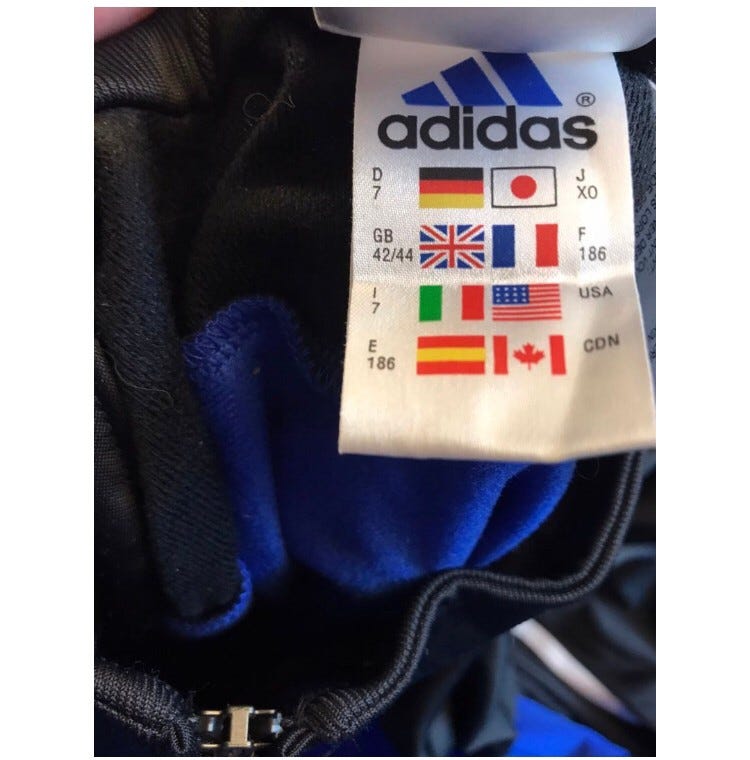 adidas ®
D J
7 XO
GB F
42/44 186
I USA
7
E CDN
186